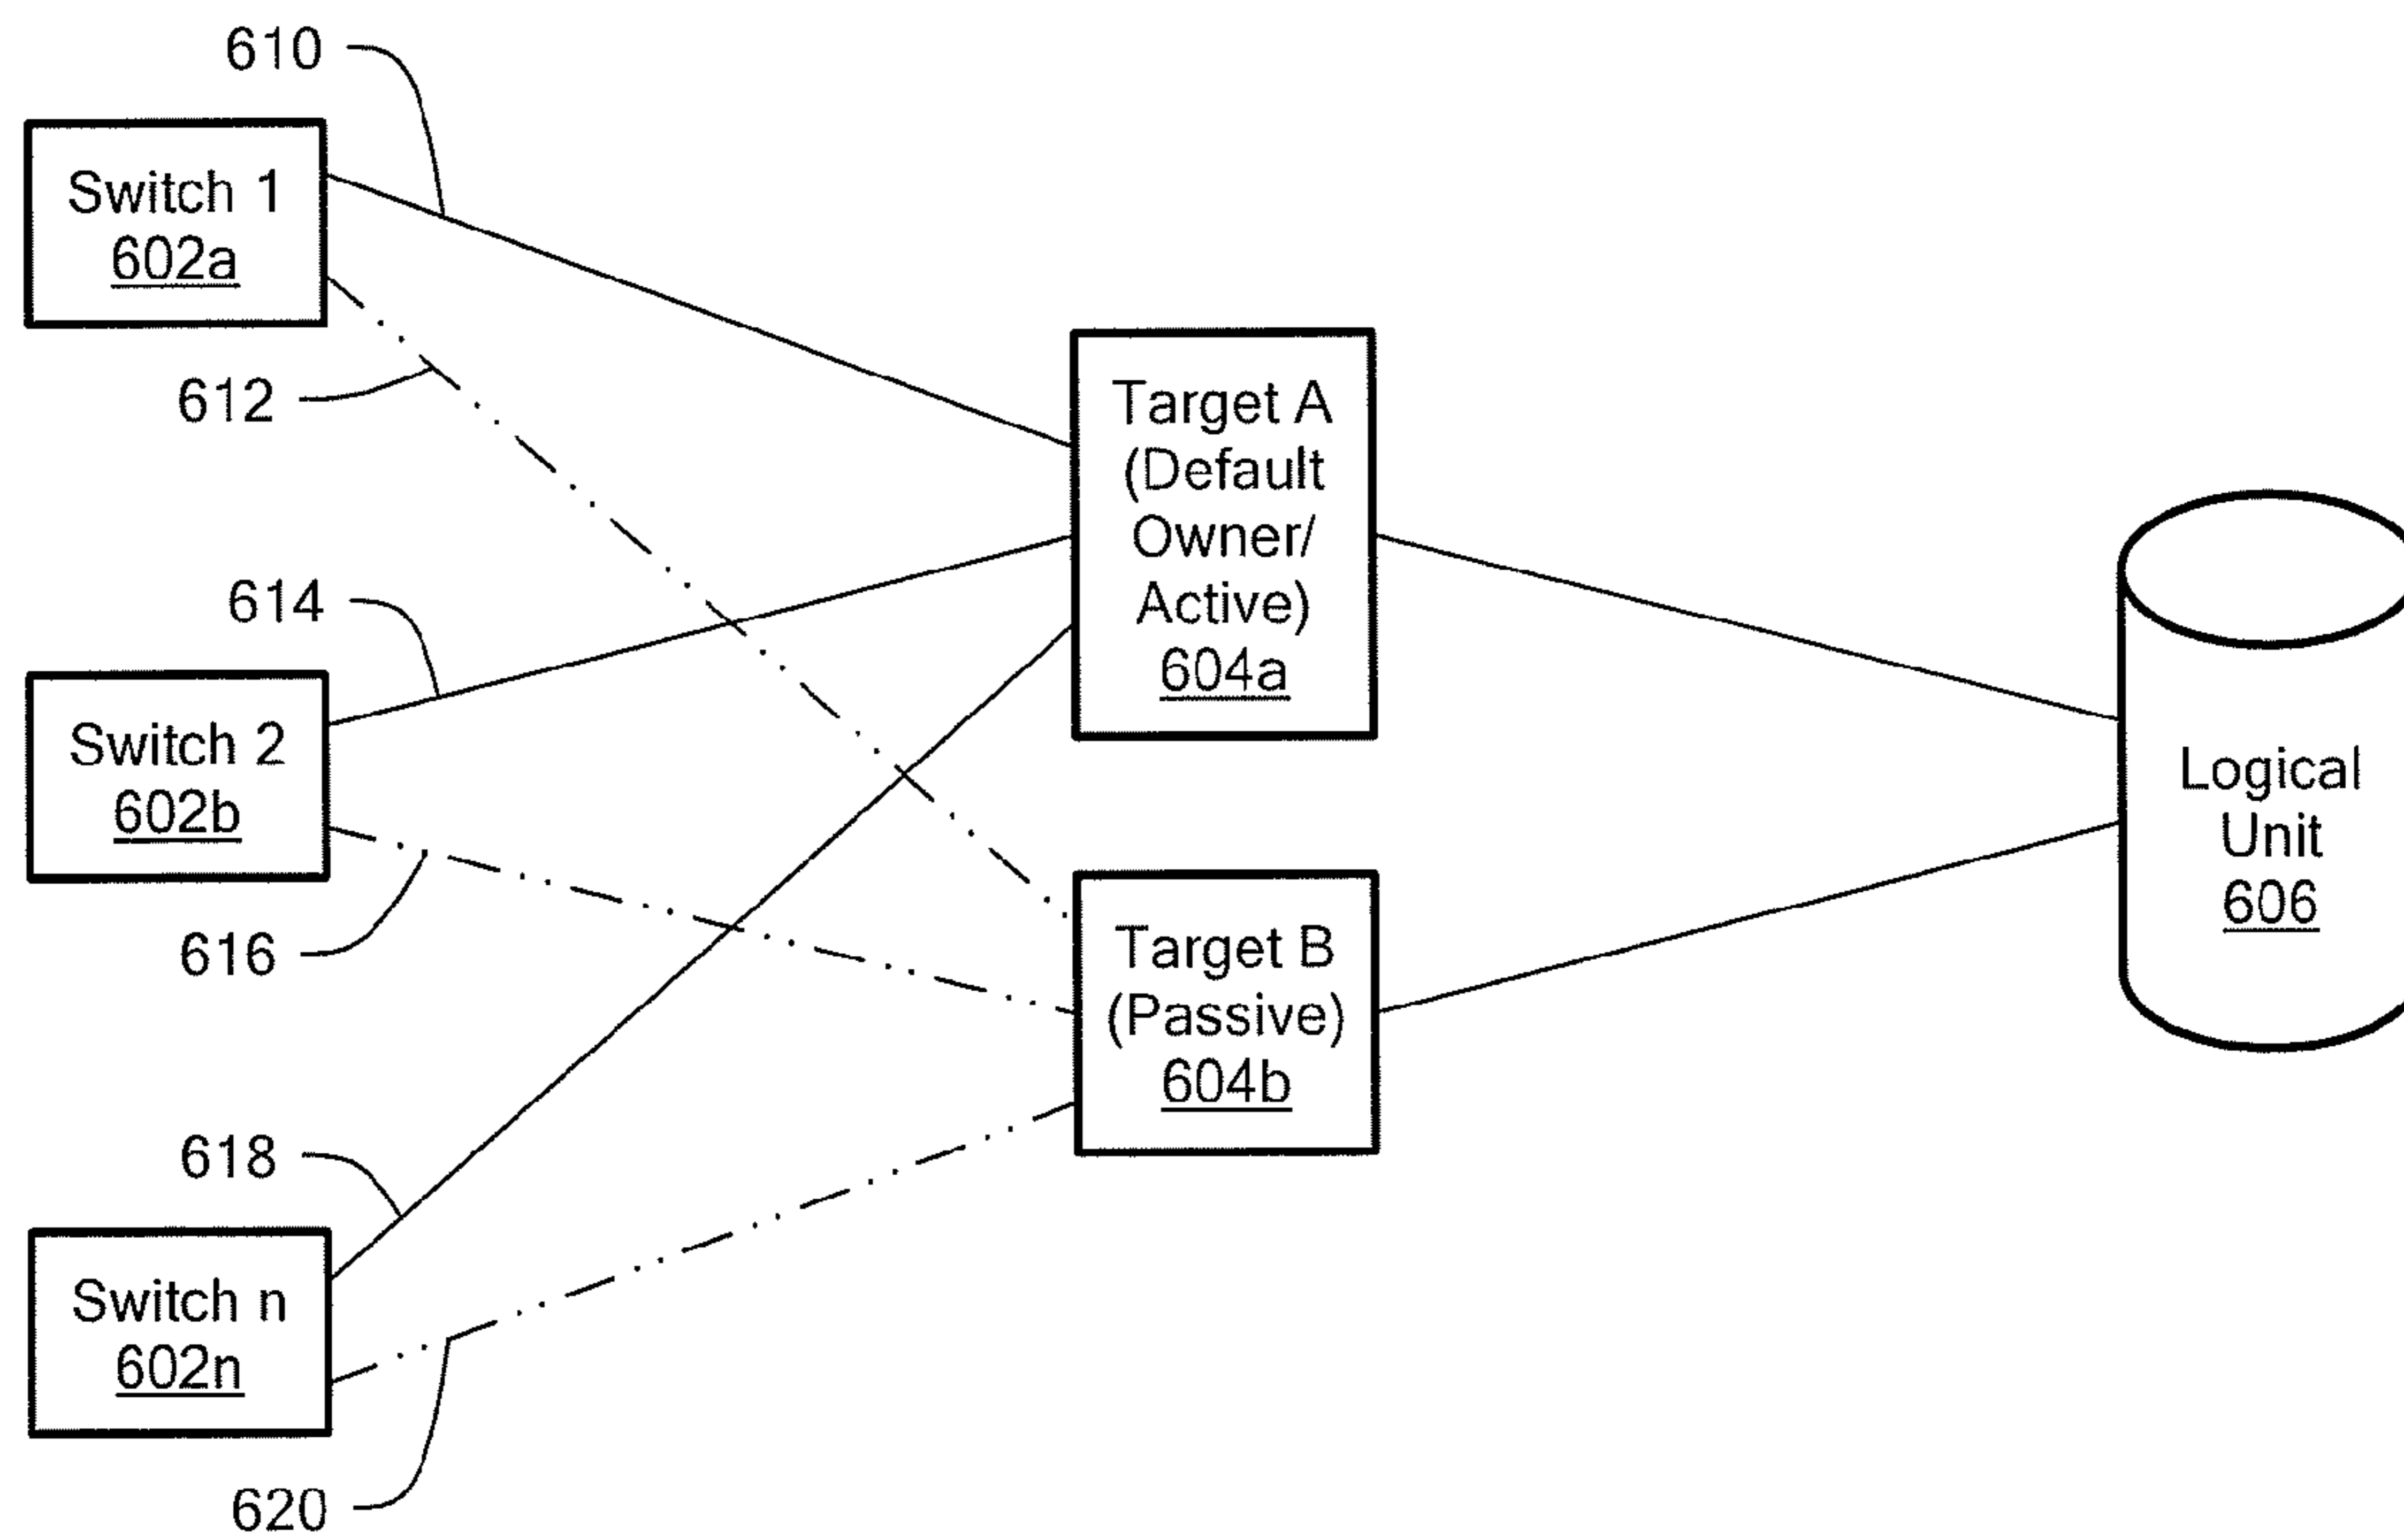 610
Switch 1
602a
612
614
Switch 2
602b
616
618
Switch n
602n
620
Target A
(Default
Owner/
Active)
604a
Target B
(Passive)
604b
Logical
Unit
606